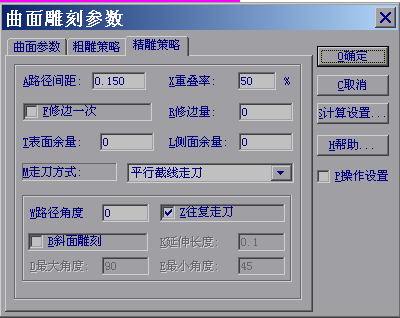 曲面雕刻参数
曲面参数 粗雕策略 精雕策略
A路径间距: 0.150 X重叠率: 50 %
F修边一次 R修边量: 0
T表面余量: 0 L侧面余量: 0
M走刀方式: 平行截线走刀
W路径角度 0 Z往复走刀
B斜面雕刻 K延伸长度: 0.1
D最大角度: 90 E最小角度: 45
O确定
C取消
S计算设置...
H帮助...
P操作设置